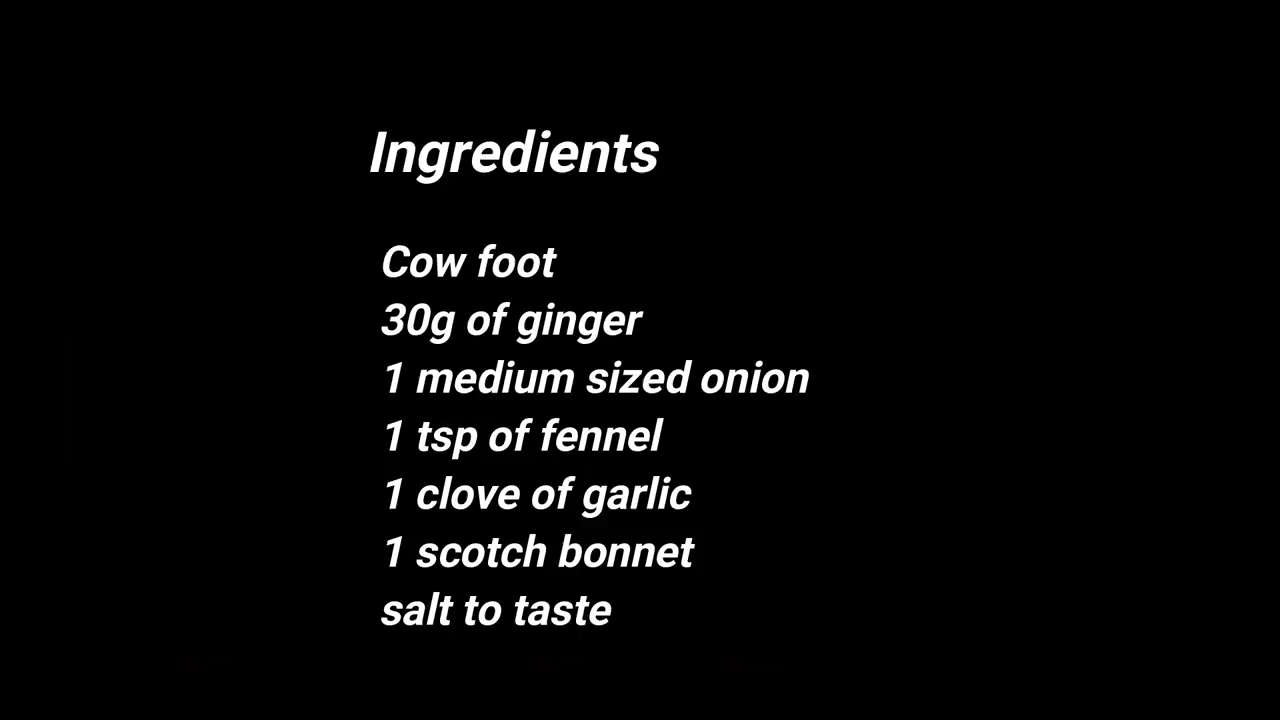 Ingredients
Cow foot
30g of ginger
1 medium sized onion
1 tsp of fennel
1 clove of garlic
1 scotch bonnet
salt to taste